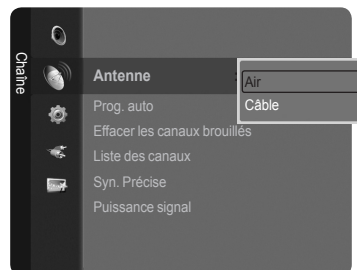 Chaîne
Antenne : Air
Câble
Prog. auto
Effacer les canaux brouillés
Liste des canaux
Syn. Précise
Puissance signal